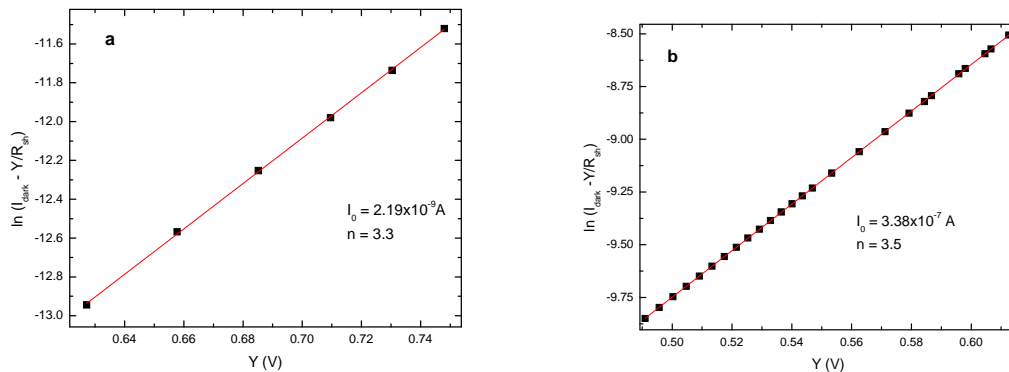 a
-11.6
-11.8
-12.0
-12.2
-12.4
-12.6
-12.8
-13.0
ln (I_dark - Y/R_sh)
I_0 = 2.19x10^-9 A
n = 3.3
0.64 0.66 0.68 0.70 0.72 0.74
Y (V)
b
-8.50
-8.75
-9.00
-9.25
-9.50
-9.75
ln (I_dark - Y/R_sh)
I_0 = 3.38x10^-7 A
n = 3.5
0.50 0.52 0.54 0.56 0.58 0.60
Y (V)